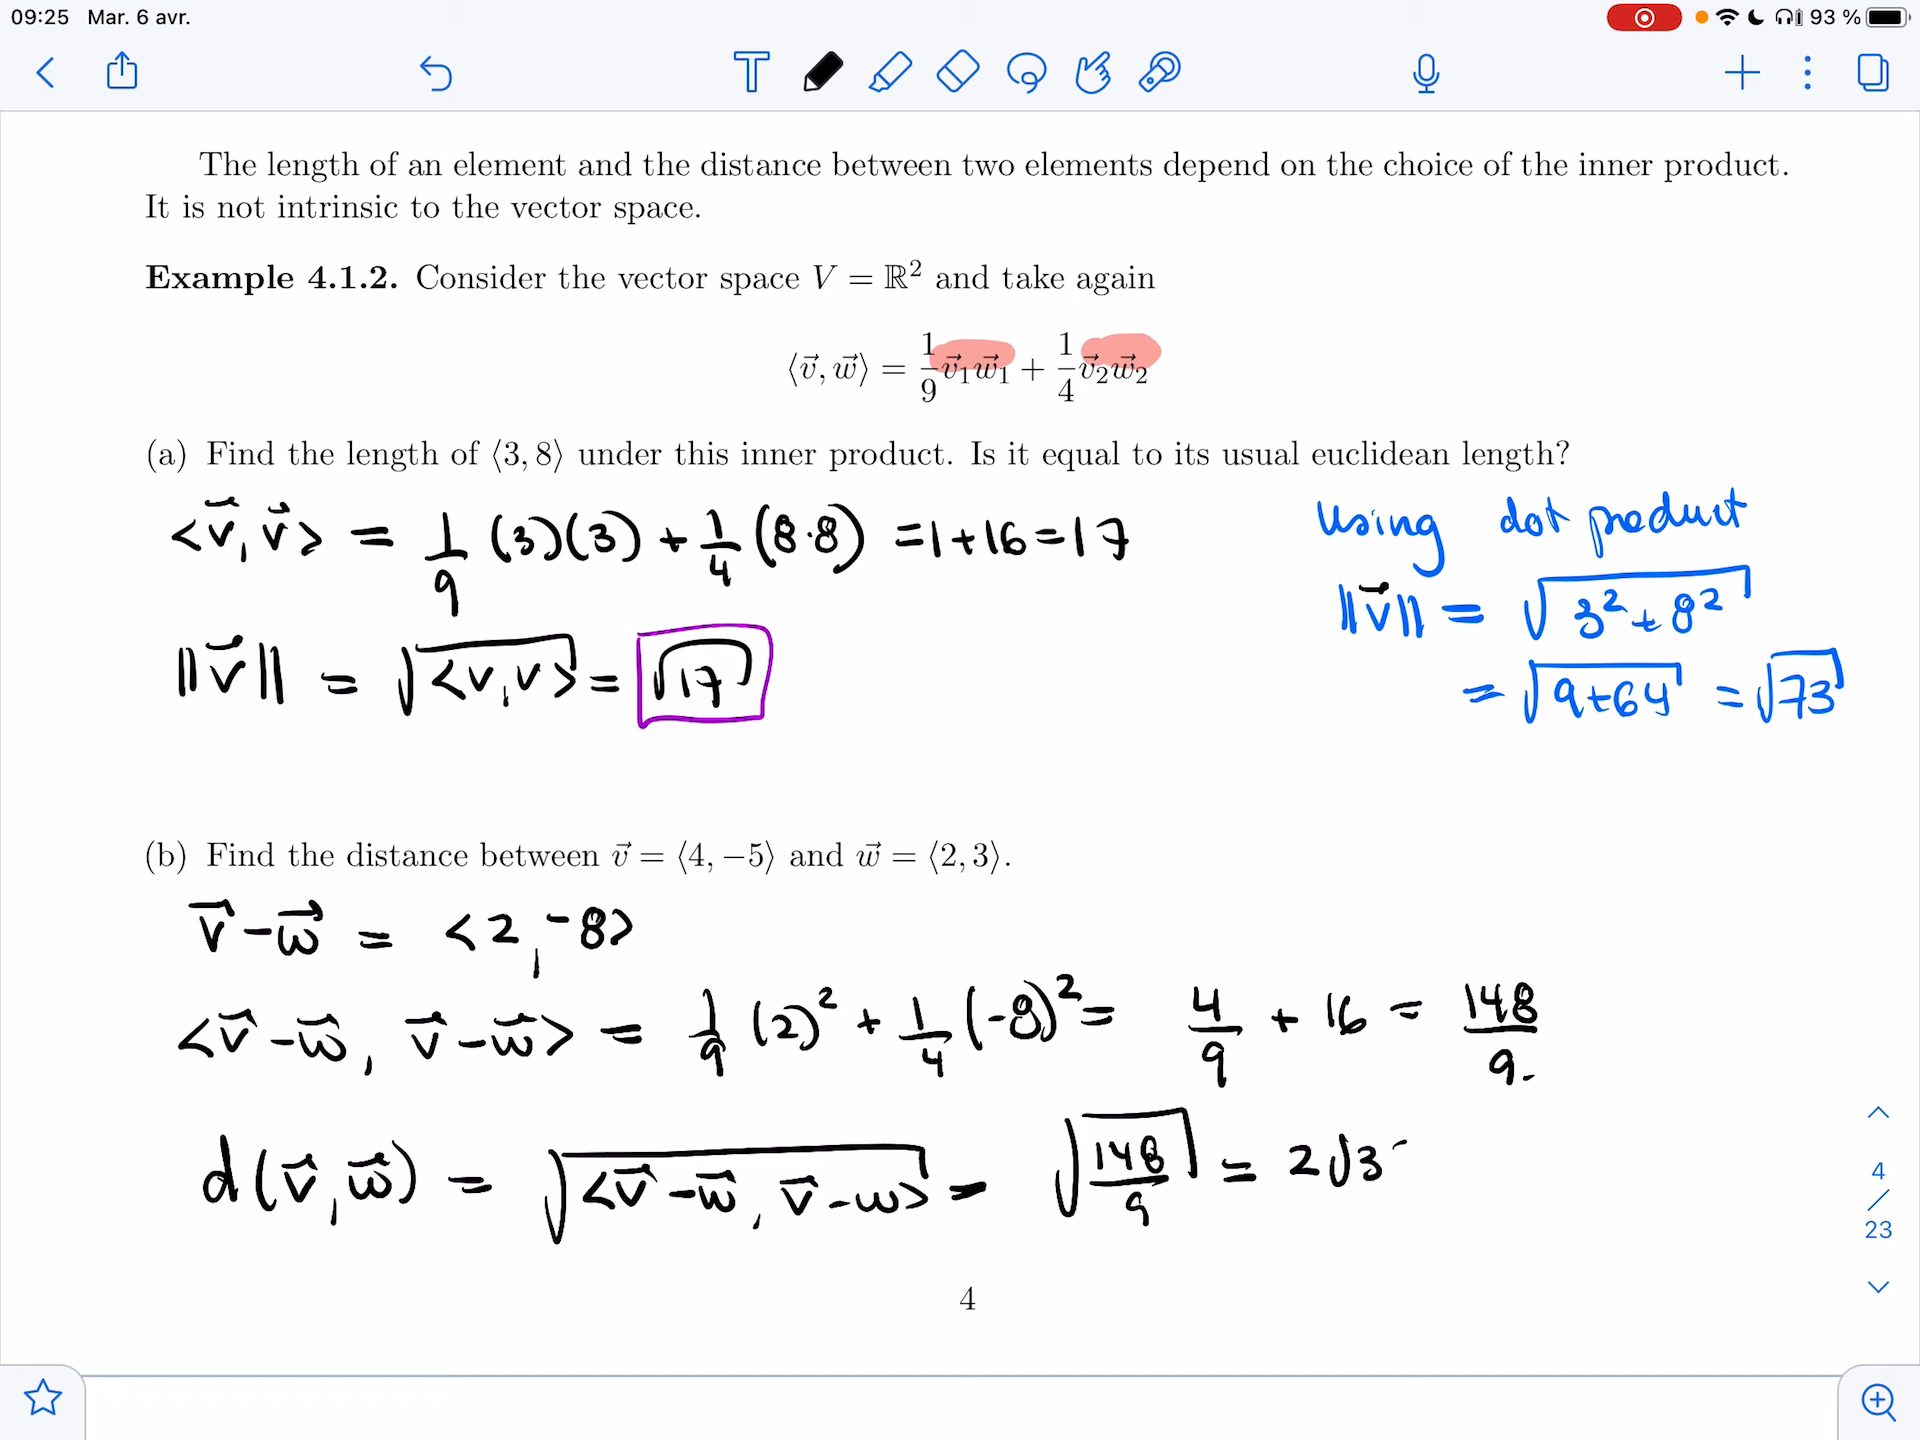 09:25 Mar. 6 avr.
93 %
The length of an element and the distance between two elements depend on the choice of the inner product.
It is not intrinsic to the vector space.
Example 4.1.2. Consider the vector space V = ℝ² and take again
⟨v⃗, w⃗⟩ = 1/9 v⃗₁w⃗₁ + 1/4 v⃗₂w⃗₂
(a) Find the length of ⟨3, 8⟩ under this inner product. Is it equal to its usual euclidean length?
<v⃗, v⃗> = 1/9 (3)(3) + 1/4 (8·8) = 1+16 = 17
||v⃗|| = √<v,v> = √17
using dot product
||v⃗|| = √3² + 8²
= √9+64 = √73
(b) Find the distance between v⃗ = ⟨4, −5⟩ and w⃗ = ⟨2, 3⟩.
v⃗ - w⃗ = <2, -8>
<v⃗ - w⃗, v⃗ - w⃗> = 1/9 (2)² + 1/4 (-8)² = 4/9 + 16 = 148/9.
d(v⃗, w⃗) = √<v⃗ - w⃗, v⃗ - w> = √148/9 = 2√3
4
/
23
4